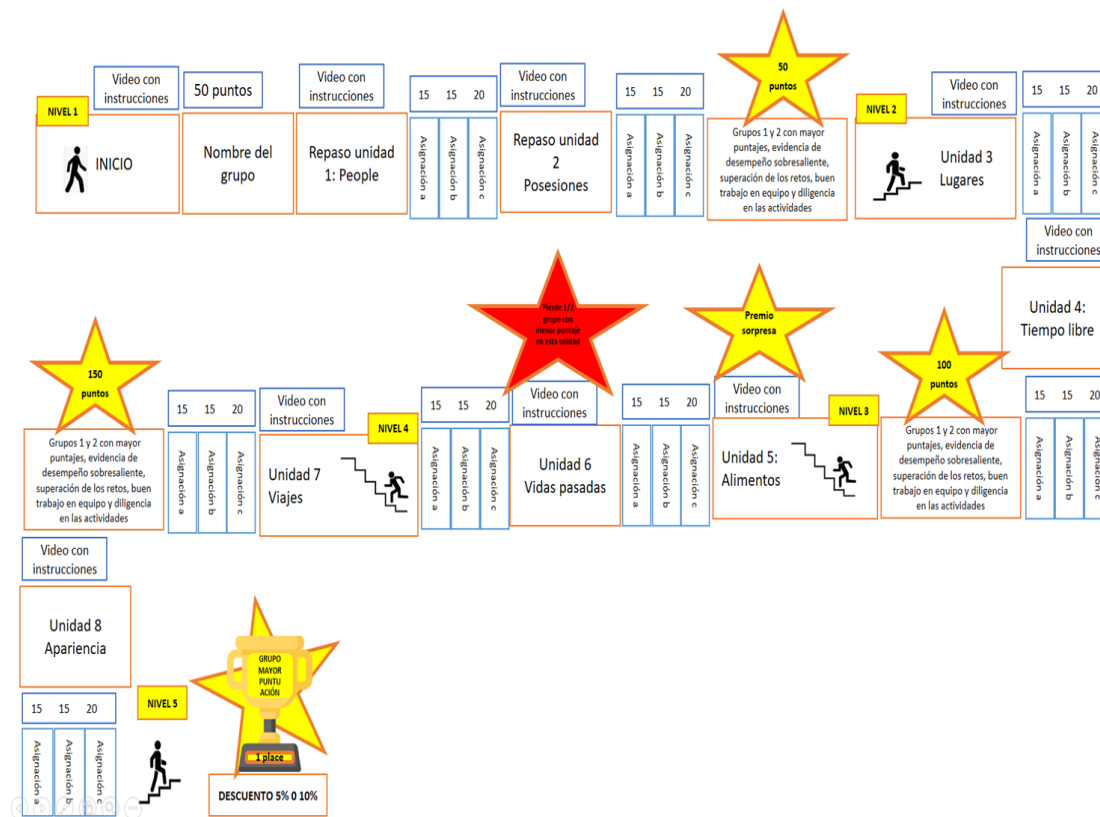 NIVEL 1
Video con
instrucciones
INICIO
50 puntos
Nombre del
grupo
Video con
instrucciones
Repaso unidad
1: People
15 15 20
Asignación a
Asignación b
Asignación c
Video con
instrucciones
Repaso unidad
2
Posesiones
15 15 20
Asignación a
Asignación b
Asignación c
50
puntos
Grupos 1 y 2 con mayor
puntajes, evidencia de
desempeño sobresaliente,
superación de los retos, buen
trabajo en equipo y diligencia
en las actividades
NIVEL 2
Video con
instrucciones
Unidad 3
Lugares
15 15 20
Asignación a
Asignación b
Asignación c
Video con
instrucciones
Unidad 4:
Tiempo libre
15 15 20
Asignación a
Asignación b
Asignación c
100
puntos
Grupos 1 y 2 con mayor
puntajes, evidencia de
desempeño sobresaliente,
superación de los retos, buen
trabajo en equipo y diligencia
en las actividades
NIVEL 3
Premio
sorpresa
Video con
instrucciones
Unidad 5:
Alimentos
15 15 20
Asignación a
Asignación b
Asignación c
Pierde 1/2
grupo con
menor puntaje
en esta unidad
Video con
instrucciones
Unidad 6
Vidas pasadas
15 15 20
Asignación a
Asignación b
Asignación c
NIVEL 4
Video con
instrucciones
Unidad 7
Viajes
15 15 20
Asignación a
Asignación b
Asignación c
150
puntos
Grupos 1 y 2 con mayor
puntajes, evidencia de
desempeño sobresaliente,
superación de los retos, buen
trabajo en equipo y diligencia
en las actividades
Video con
instrucciones
Unidad 8
Apariencia
15 15 20
Asignación a
Asignación b
Asignación c
NIVEL 5
GRUPO
MAYOR
PUNTU
ACIÓN
1 place
DESCUENTO 5% 0 10%